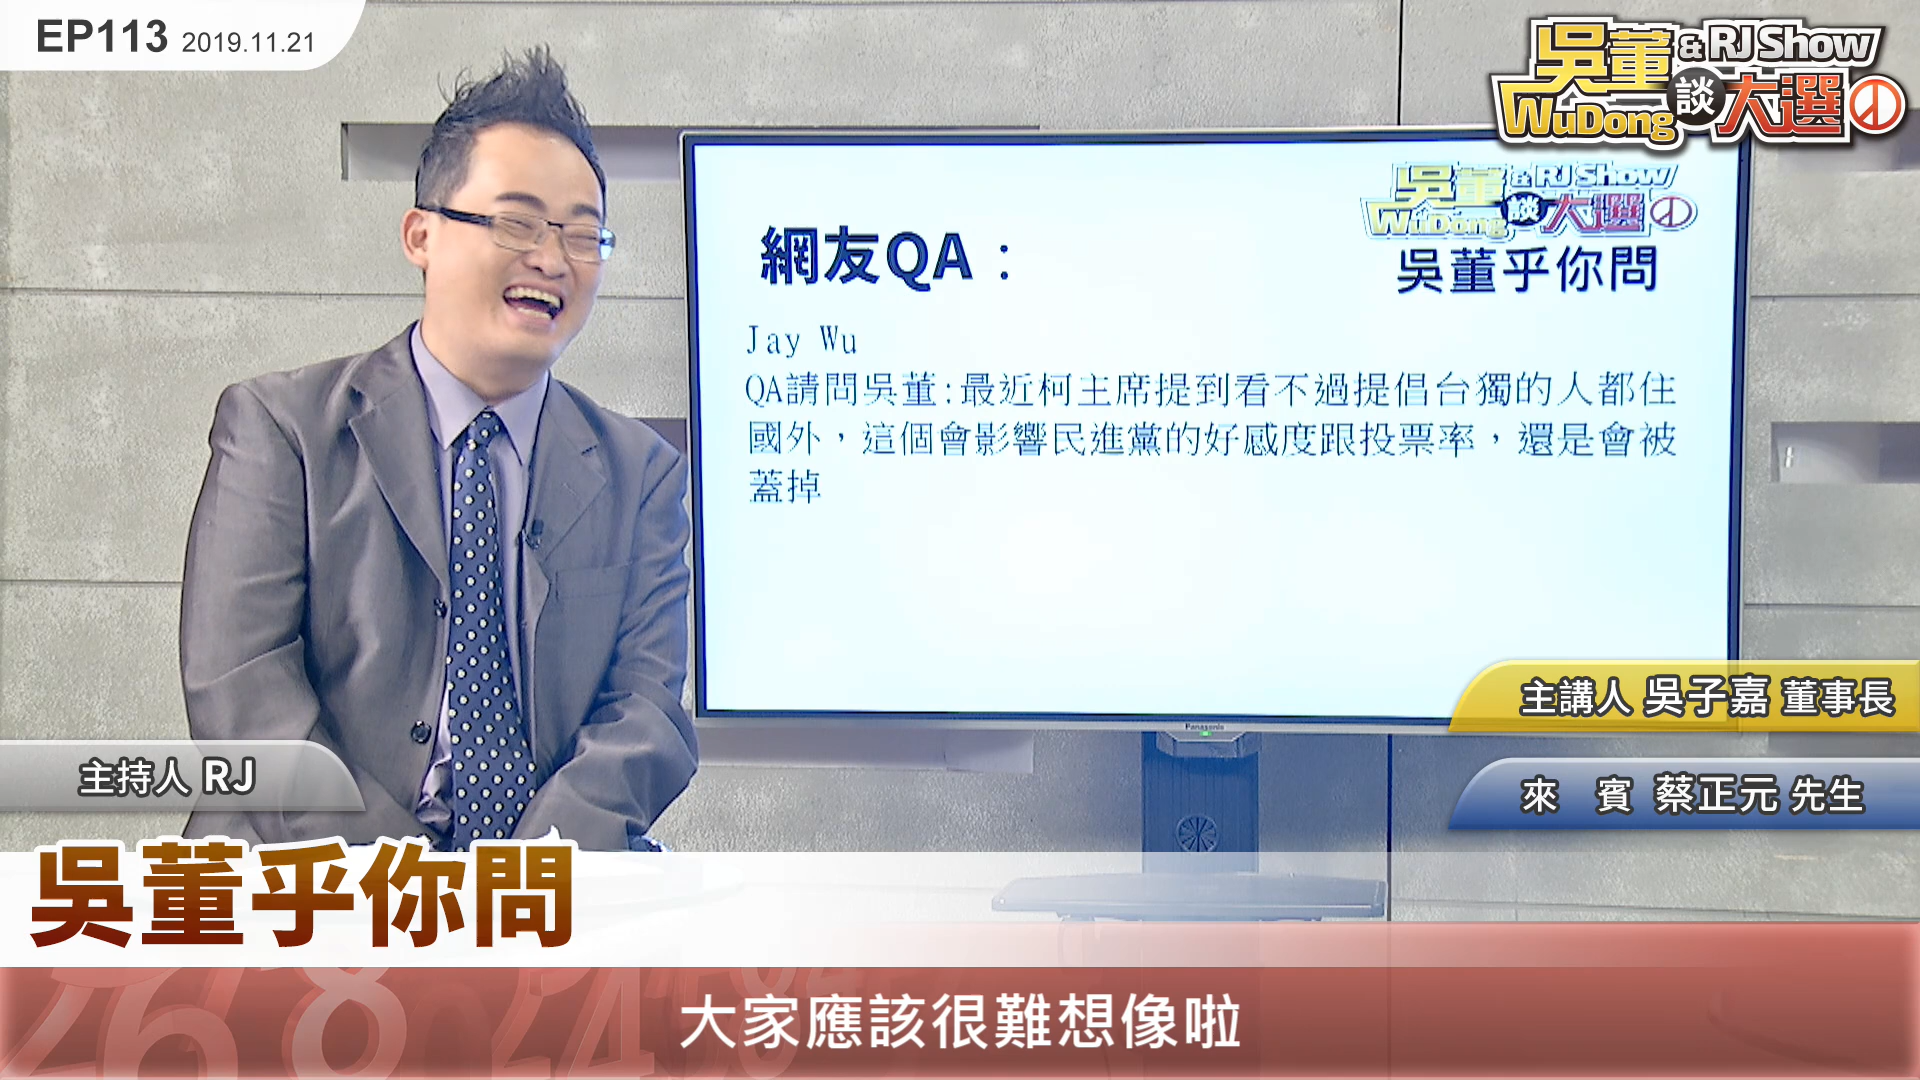 EP113 2019.11.21
吳董 & RJ Show
WuDong 談 大選
吳董 & RJ Show
WuDong 談 大選
網友QA：
吳董乎你問
Jay Wu
QA請問吳董:最近柯主席提到看不過提倡台獨的人都住
國外，這個會影響民進黨的好感度跟投票率，還是會被
蓋掉
Panasonic
主講人 吳子嘉 董事長
來 賓 蔡正元 先生
主持人 RJ
吳董乎你問
大家應該很難想像啦